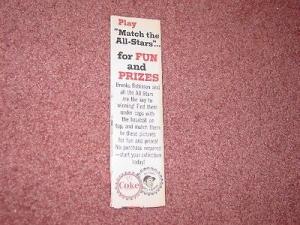 Play
"Match the
All-Stars"...
for FUN
and
PRIZES
Brooks Robinson and
all the All Stars
are the key to
winning! Find them
under caps with
the baseball on
top, and match them
to these pictures
for fun and prizes!
No purchase required
—start your collection
today!
Coke